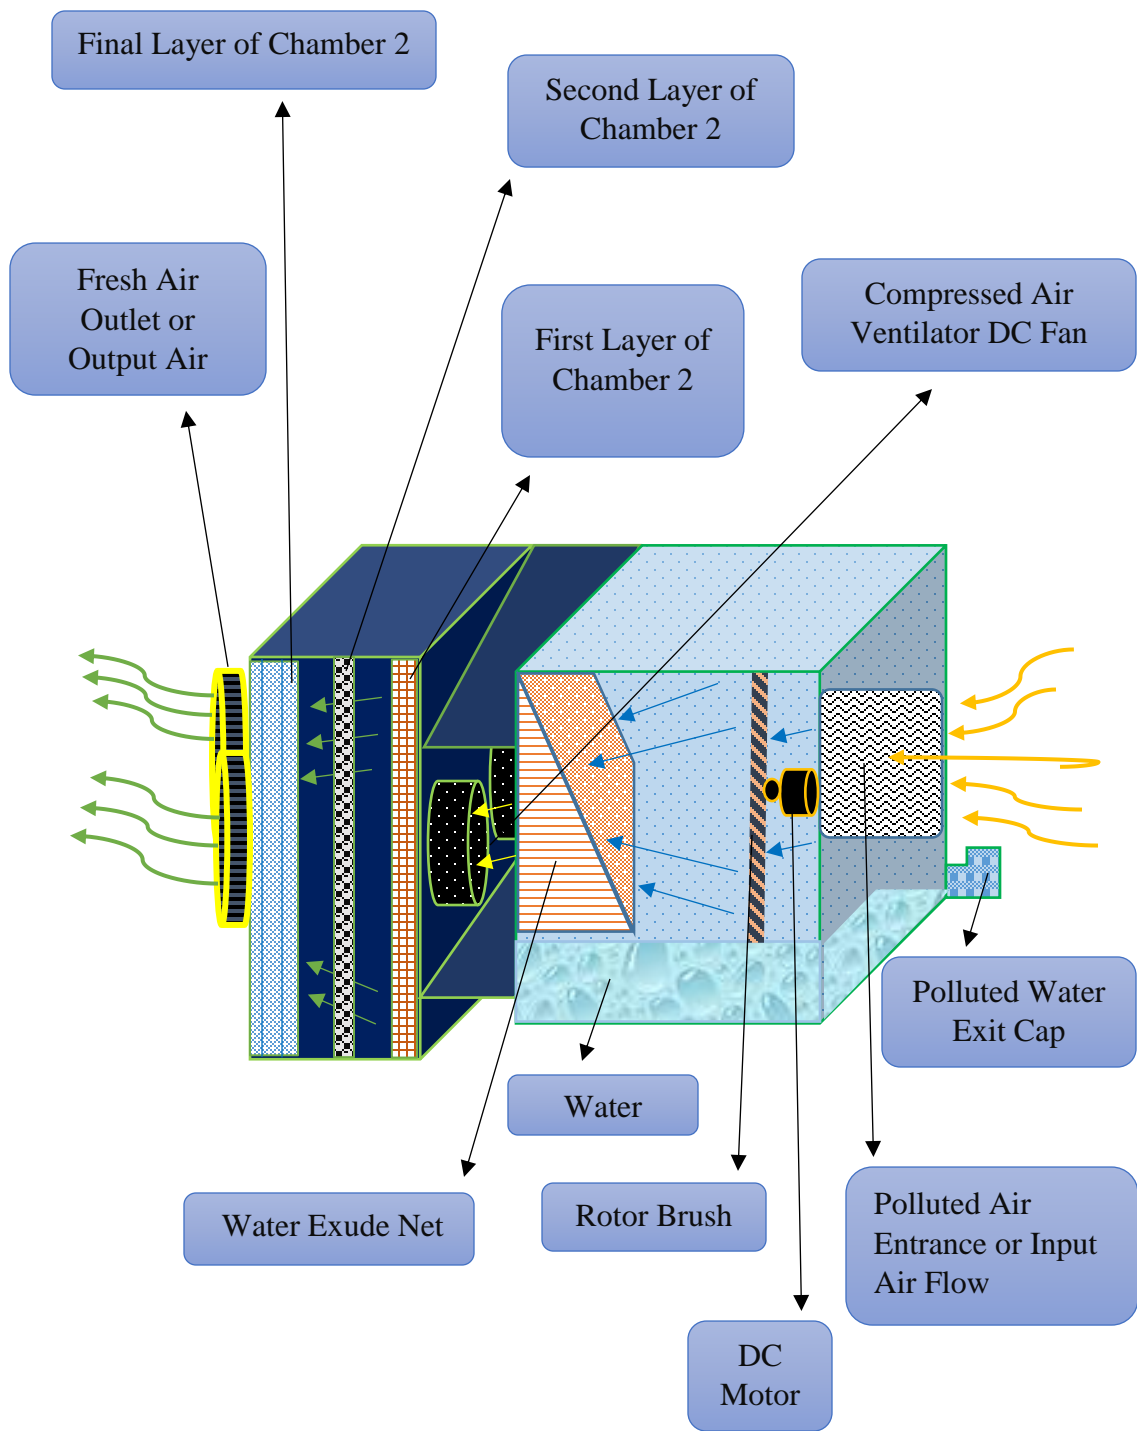 Final Layer of Chamber 2
Second Layer of
Chamber 2
Fresh Air
Outlet or
Output Air
First Layer of
Chamber 2
Compressed Air
Ventilator DC Fan
Polluted Water
Exit Cap
Water
Water Exude Net
Rotor Brush
Polluted Air
Entrance or Input
Air Flow
DC
Motor